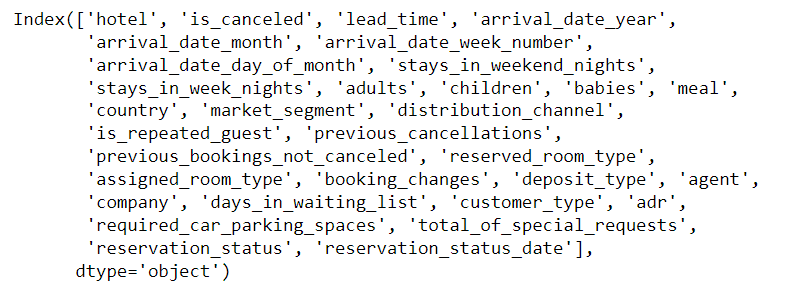 Index(['hotel', 'is_canceled', 'lead_time', 'arrival_date_year',
'arrival_date_month', 'arrival_date_week_number',
'arrival_date_day_of_month', 'stays_in_weekend_nights',
'stays_in_week_nights', 'adults', 'children', 'babies', 'meal',
'country', 'market_segment', 'distribution_channel',
'is_repeated_guest', 'previous_cancellations',
'previous_bookings_not_canceled', 'reserved_room_type',
'assigned_room_type', 'booking_changes', 'deposit_type', 'agent',
'company', 'days_in_waiting_list', 'customer_type', 'adr',
'required_car_parking_spaces', 'total_of_special_requests',
'reservation_status', 'reservation_status_date'],
dtype='object')